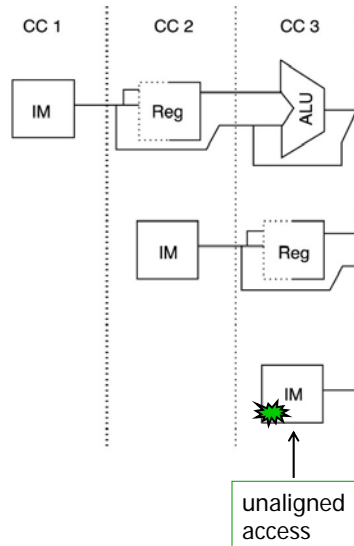 CC 1 CC 2 CC 3
IM Reg ALU
IM Reg
IM
unaligned
access